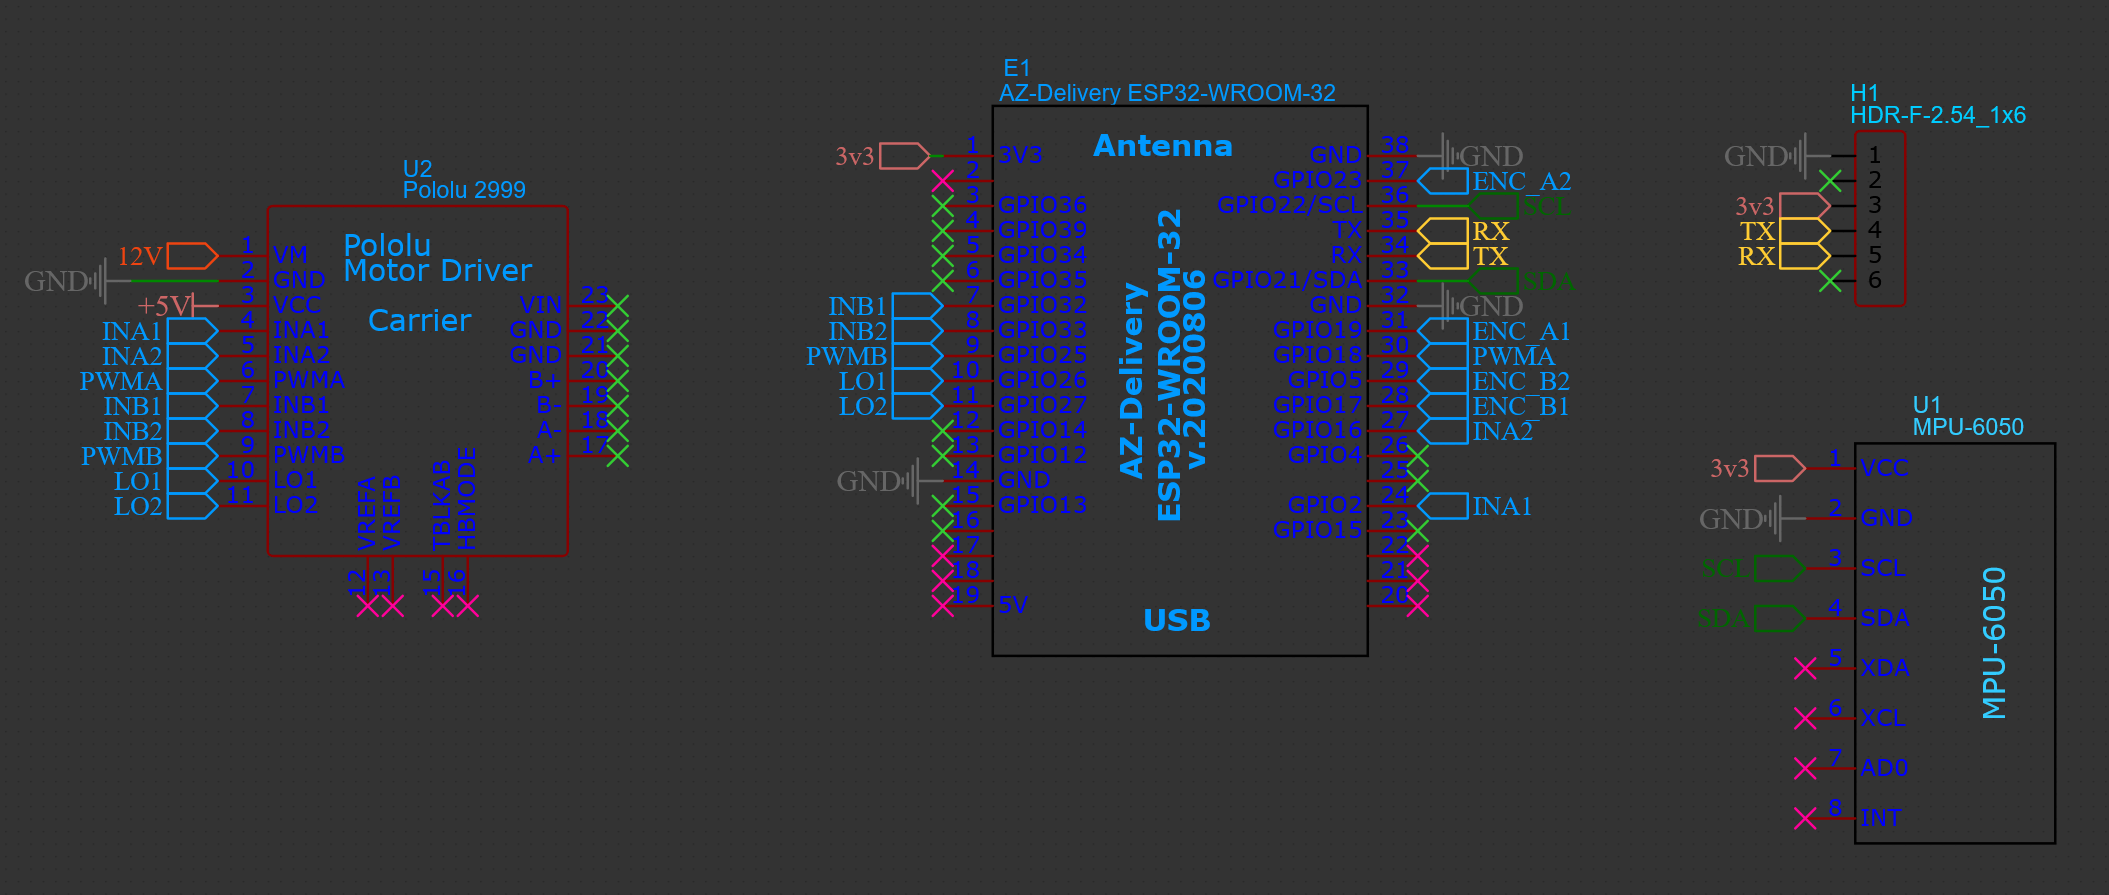 U2
Pololu 2999
Pololu
Motor Driver
Carrier
12V 1 VM
GND 2 GND
+5V 3 VCC
INA1 4 INA1
INA2 5 INA2
PWMA 6 PWMA
INB1 7 INB1
INB2 8 INB2
PWMB 9 PWMB
LO1 10 LO1
LO2 11 LO2
VREFA 12
VREFB 13
TBLKAB 15
HBMODE 16
VIN 23
GND 22
GND 21
B+ 20
B- 19
A- 18
A+ 17
E1
AZ-Delivery ESP32-WROOM-32
Antenna
AZ-Delivery
ESP32-WROOM-32
v.20200806
USB
3v3 1 3V3
2
3 GPIO36
4 GPIO39
5 GPIO34
6 GPIO35
INB1 7 GPIO32
INB2 8 GPIO33
PWMB 9 GPIO25
LO1 10 GPIO26
LO2 11 GPIO27
12 GPIO14
13 GPIO12
GND 14 GND
15 GPIO13
16
17
18
19 5V
GND 38 GND
GPIO23 37 ENC_A2
GPIO22/SCL 36 SCL
TX 35 RX
RX 34 TX
GPIO21/SDA 33 SDA
GND 32 GND
GPIO19 31 ENC_A1
GPIO18 30 PWMA
GPIO5 29 ENC_B2
GPIO17 28 ENC_B1
GPIO16 27 INA2
GPIO4 26
25
GPIO2 24 INA1
GPIO15 23
22
21
20
H1
HDR-F-2.54_1x6
GND 1
2
3v3 3
TX 4
RX 5
6
U1
MPU-6050
3v3 1 VCC
GND 2 GND
SCL 3 SCL
SDA 4 SDA
5 XDA
6 XCL
7 AD0
8 INT
MPU-6050